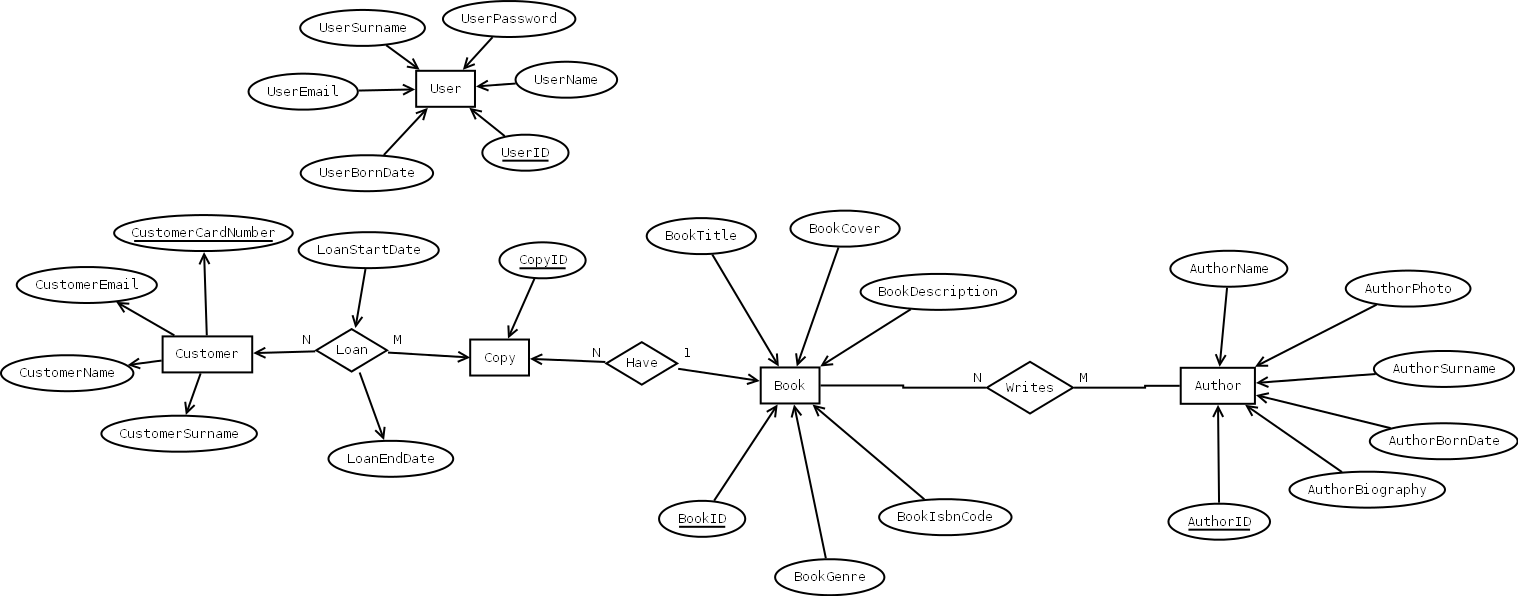 UserSurname
UserPassword
UserEmail
User
UserName
UserBornDate
UserID
CustomerCardNumber
CustomerEmail
Customer
CustomerName
CustomerSurname
LoanStartDate
N
Loan
M
LoanEndDate
CopyID
Copy
N
Have
1
BookTitle
BookCover
BookDescription
Book
BookID
BookGenre
BookIsbnCode
N
Writes
M
AuthorName
AuthorPhoto
Author
AuthorSurname
AuthorBornDate
AuthorBiography
AuthorID